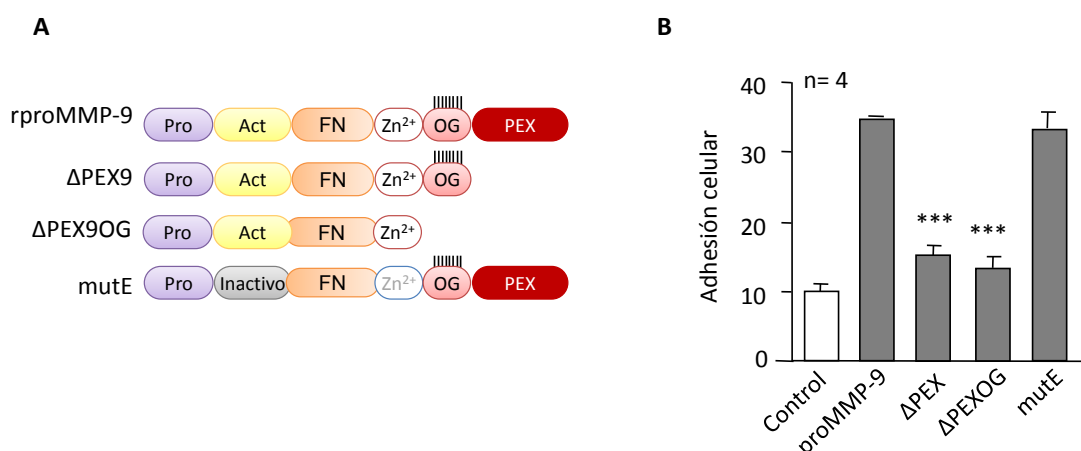 A
rproMMP-9 Pro Act FN Zn²⁺ OG PEX
ΔPEX9 Pro Act FN Zn²⁺ OG
ΔPEX9OG Pro Act FN Zn²⁺
mutE Pro Inactivo FN Zn²⁺ OG PEX
B
n= 4
Adhesión celular
40
30
20
10
0
*** ***
Control proMMP-9 ΔPEX ΔPEXOG mutE